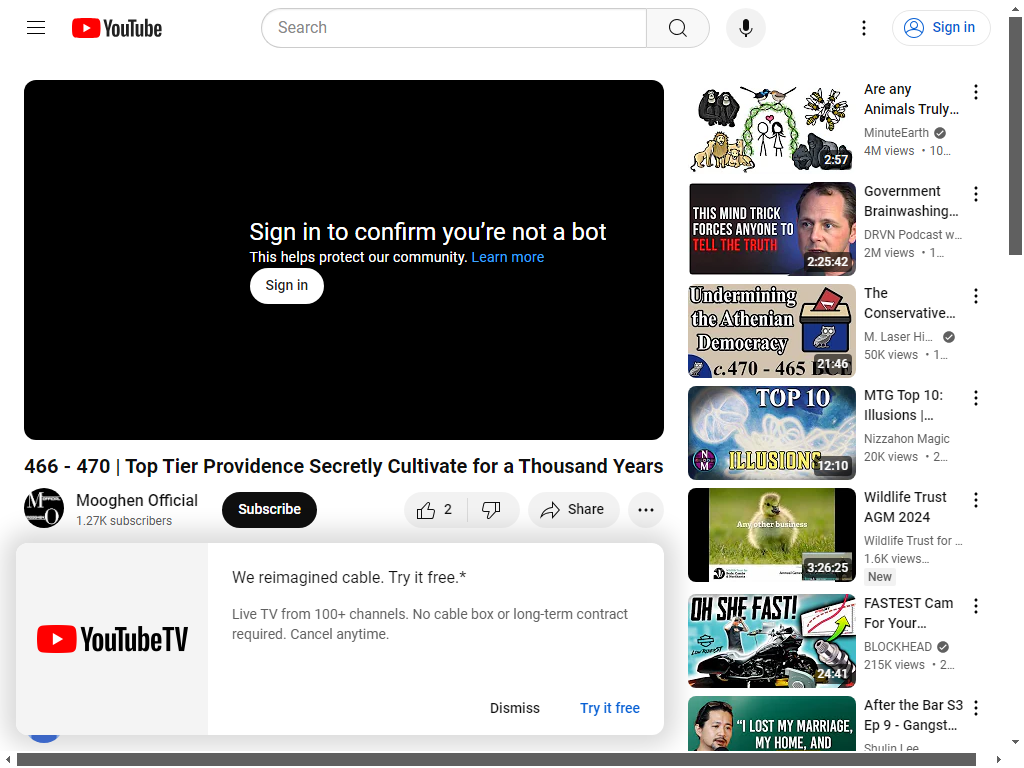 YouTube
Search
Sign in
Sign in to confirm you’re not a bot
This helps protect our community. Learn more
Sign in
466 - 470 | Top Tier Providence Secretly Cultivate for a Thousand Years
Mooghen Official
1.27K subscribers
Subscribe
2
Share
We reimagined cable. Try it free.*
Live TV from 100+ channels. No cable box or long-term contract
required. Cancel anytime.
YouTubeTV
Dismiss
Try it free
2:57
Are any
Animals Truly...
MinuteEarth
4M views • 10...
THIS MIND TRICK
FORCES ANYONE TO
TELL THE TRUTH
2:25:42
Government
Brainwashing...
DRVN Podcast w...
2M views • 1...
Undermining
the Athenian
Democracy
c.470 - 465 BCE
21:46
The
Conservative...
M. Laser Hi...
50K views • 1...
TOP 10
ILLUSIONS
12:10
MTG Top 10:
Illusions |...
Nizzahon Magic
20K views • 2...
Any other business
3:26:25
Wildlife Trust
AGM 2024
Wildlife Trust for ...
1.6K views...
New
OH SHE FAST!
24:41
FASTEST Cam
For Your...
BLOCKHEAD
215K views • 2...
“I LOST MY MARRIAGE,
MY HOME, AND
After the Bar S3
Ep 9 - Gangst...
Shulin Lee